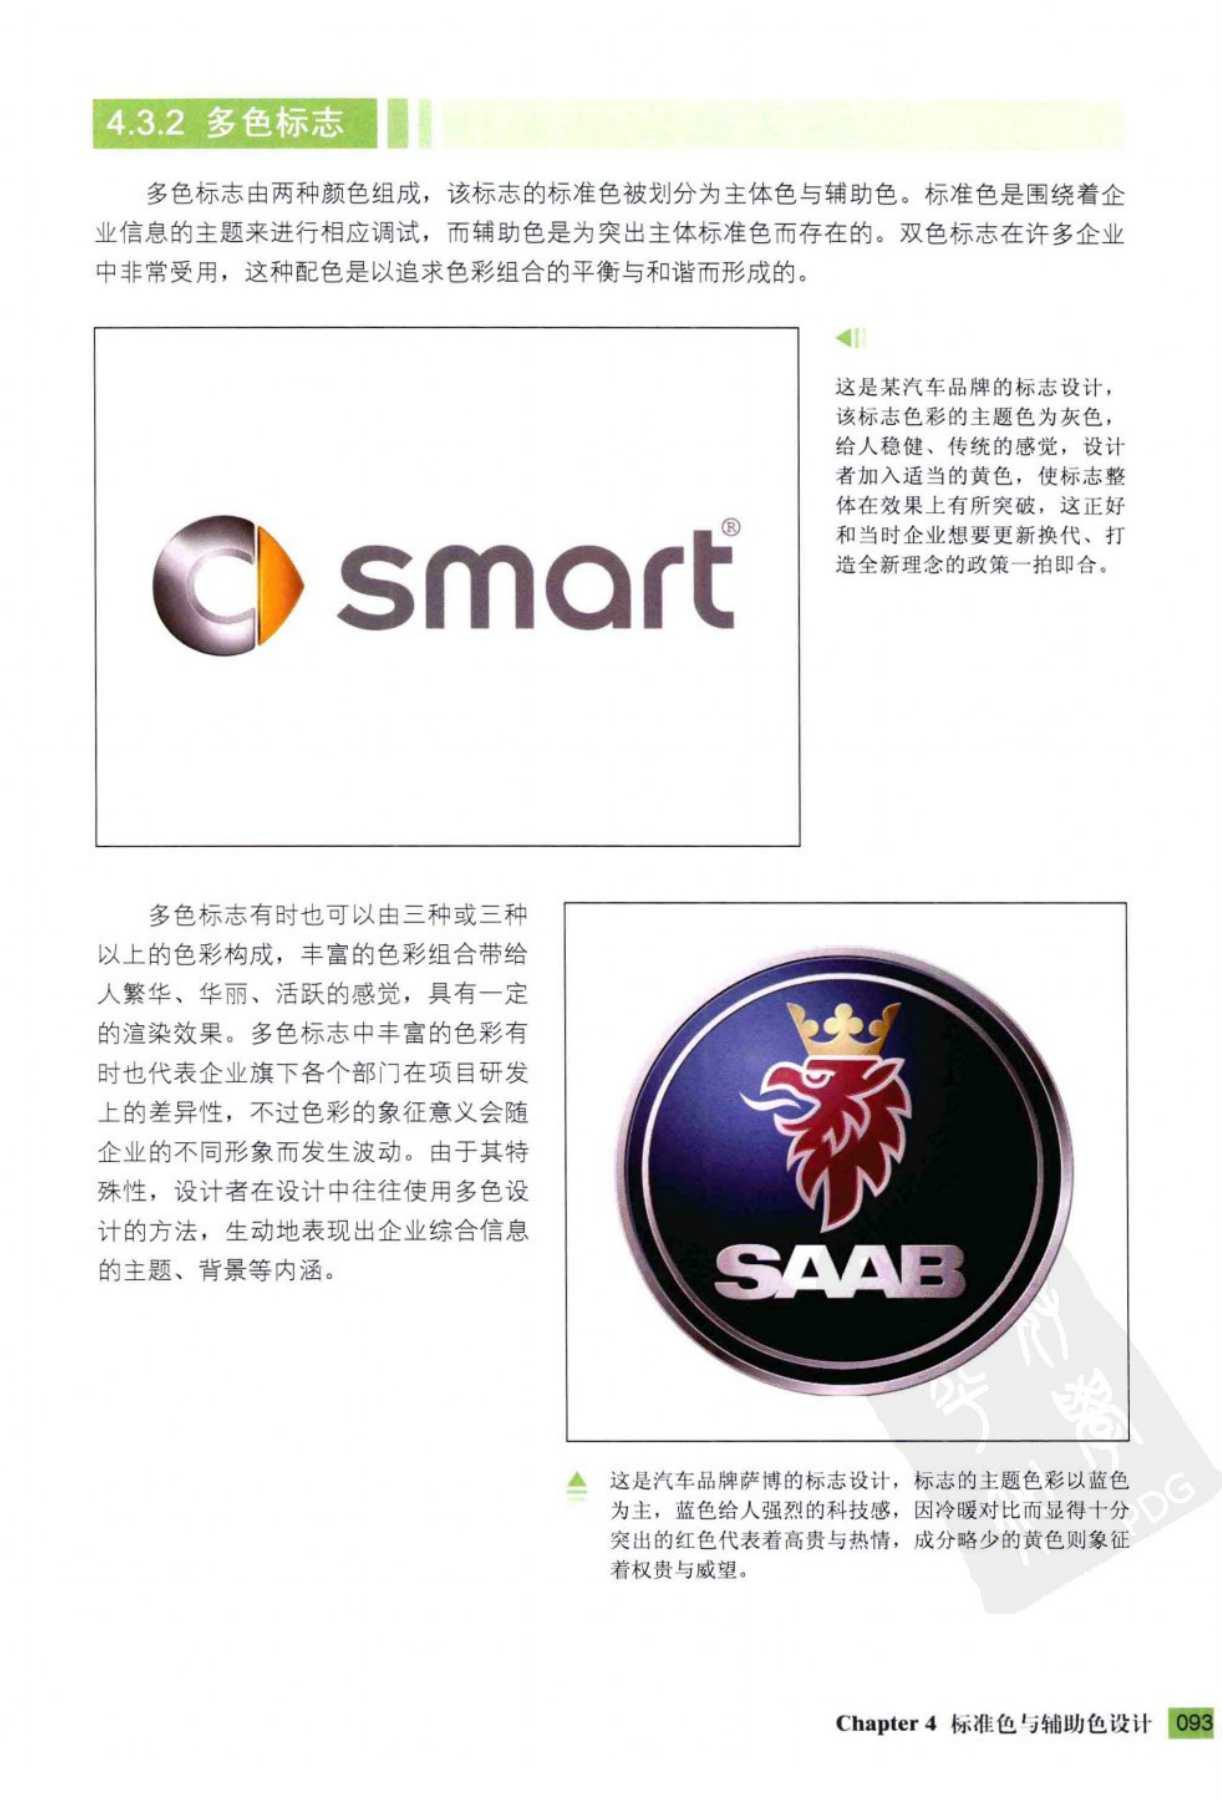 4.3.2 多色标志
多色标志由两种颜色组成，该标志的标准色被划分为主体色与辅助色。标准色是围绕着企
业信息的主题来进行相应调试，而辅助色是为突出主体标准色而存在的。双色标志在许多企业
中非常受用，这种配色是以追求色彩组合的平衡与和谐而形成的。
smart®
这是某汽车品牌的标志设计，
该标志色彩的主题色为灰色，
给人稳健、传统的感觉，设计
者加入适当的黄色，使标志整
体在效果上有所突破，这正好
和当时企业想要更新换代、打
造全新理念的政策一拍即合。
多色标志有时也可以由三种或三种
以上的色彩构成，丰富的色彩组合带给
人繁华、华丽、活跃的感觉，具有一定
的渲染效果。多色标志中丰富的色彩有
时也代表企业旗下各个部门在项目研发
上的差异性，不过色彩的象征意义会随
企业的不同形象而发生波动。由于其特
殊性，设计者在设计中往往使用多色设
计的方法，生动地表现出企业综合信息
的主题、背景等内涵。
SAAB
这是汽车品牌萨博的标志设计，标志的主题色彩以蓝色
为主，蓝色给人强烈的科技感，因冷暖对比而显得十分
突出的红色代表着高贵与热情，成分略少的黄色则象征
着权贵与威望。
PDG
Chapter 4 标准色与辅助色设计 093